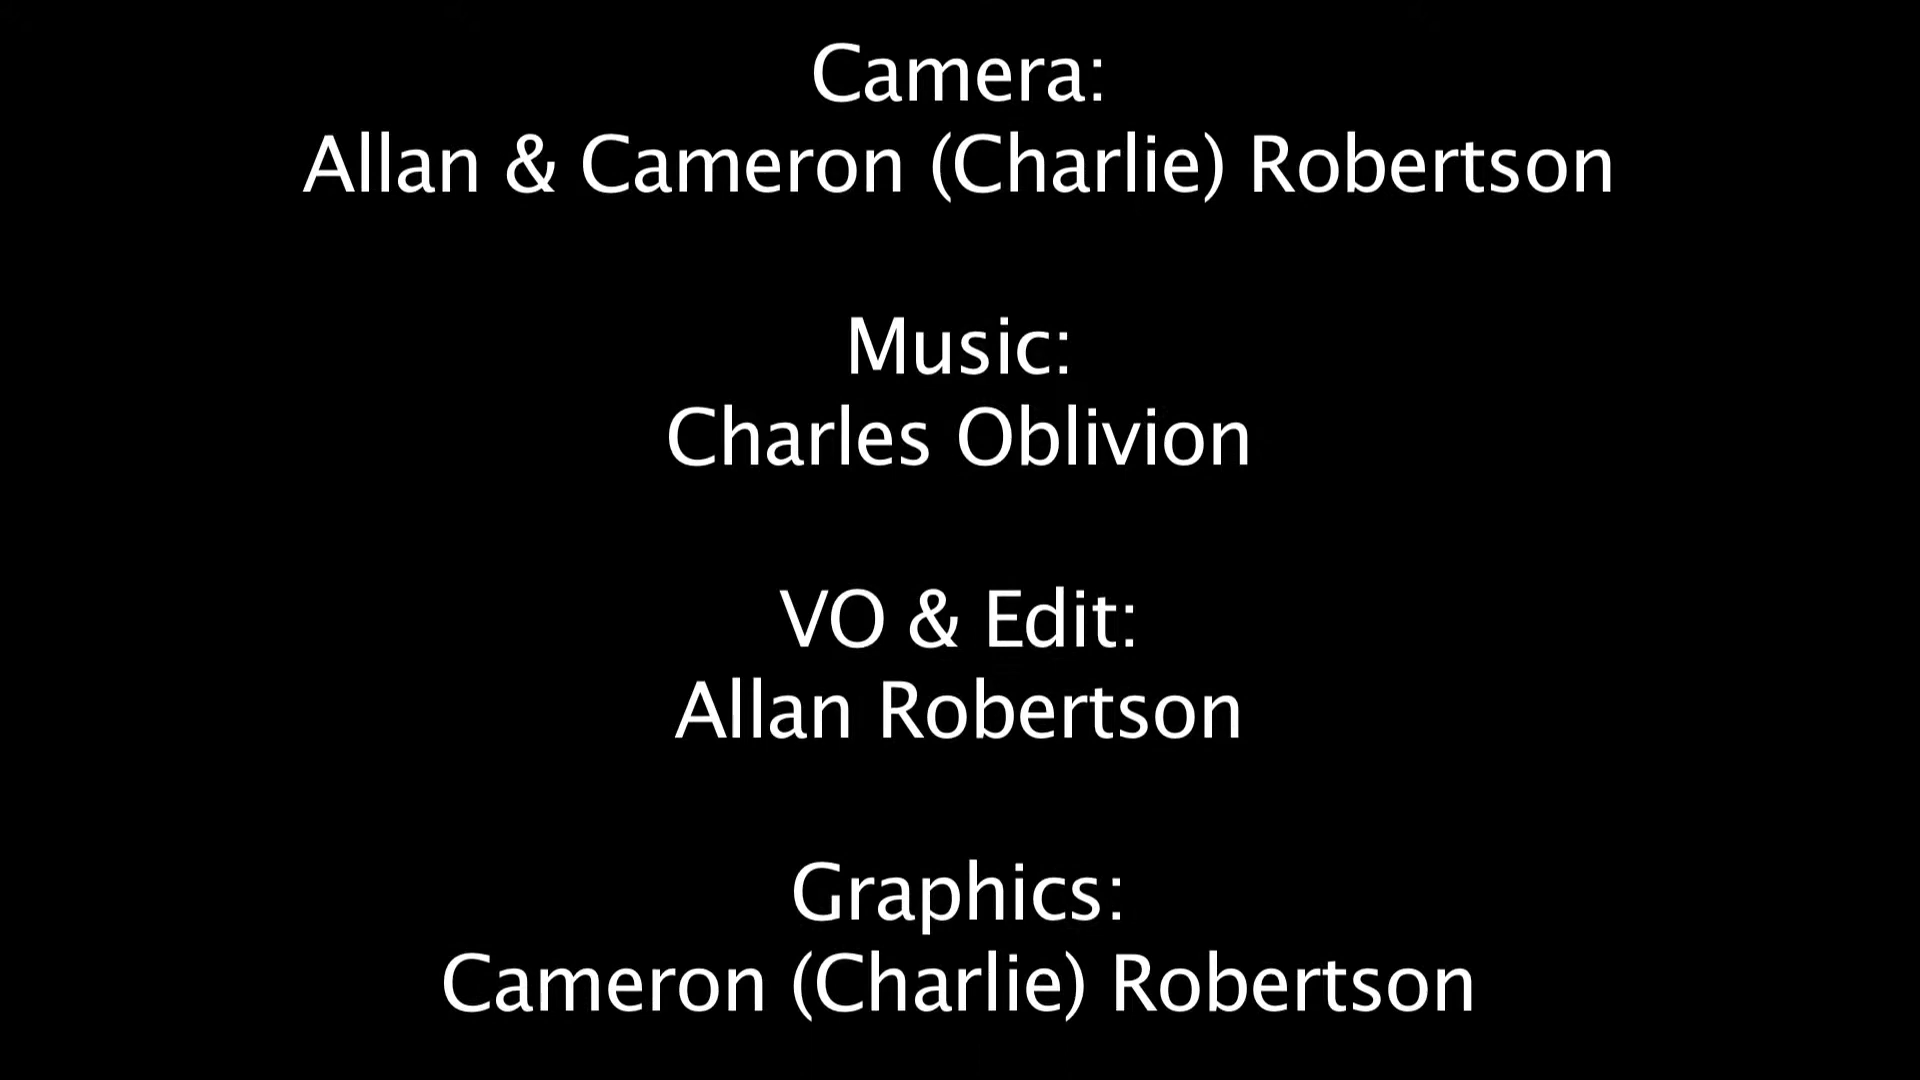 Camera:
Allan & Cameron (Charlie) Robertson
Music:
Charles Oblivion
VO & Edit:
Allan Robertson
Graphics:
Cameron (Charlie) Robertson